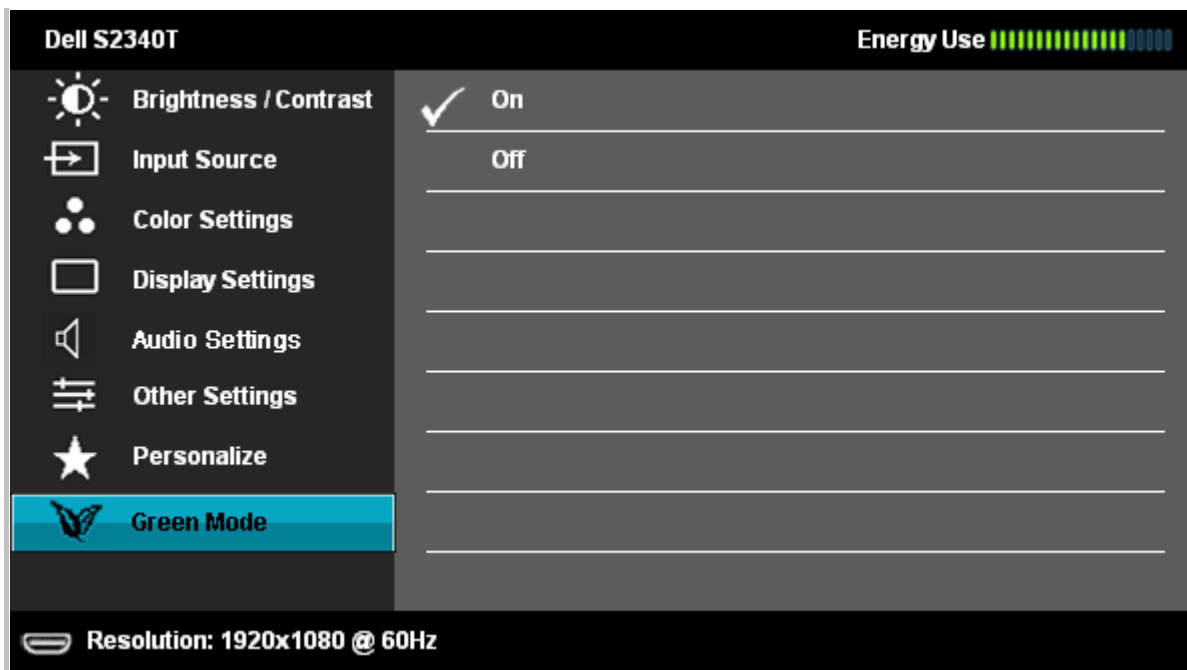 Dell S2340T
Energy Use
Brightness / Contrast
On
Input Source
Off
Color Settings
Display Settings
Audio Settings
Other Settings
Personalize
Green Mode
Resolution: 1920x1080 @ 60Hz